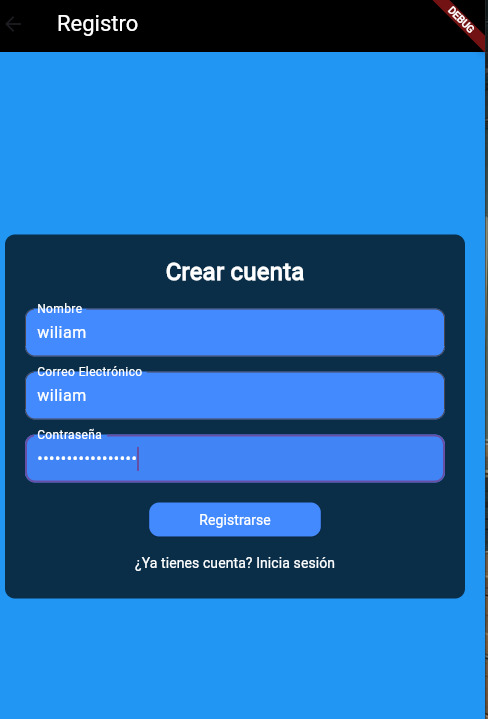 Registro
DEBUG
Crear cuenta
Nombre
wiliam
Correo Electrónico
wiliam
Contraseña
•••••••••••••••••
Registrarse
¿Ya tienes cuenta? Inicia sesión